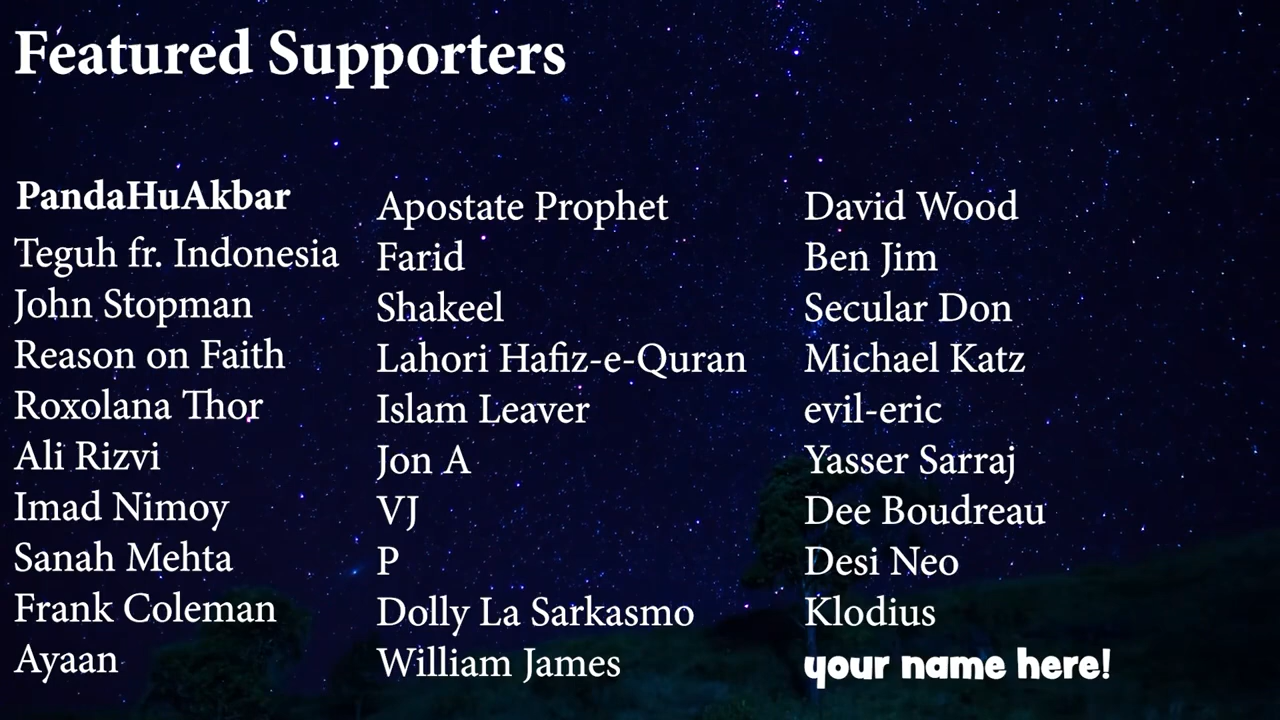 Featured Supporters
PandaHuAkbar
Teguh fr. Indonesia
John Stopman
Reason on Faith
Roxolana Thor
Ali Rizvi
Imad Nimoy
Sanah Mehta
Frank Coleman
Ayaan
Apostate Prophet
Farid
Shakeel
Lahori Hafiz-e-Quran
Islam Leaver
Jon A
VJ
P
Dolly La Sarkasmo
William James
David Wood
Ben Jim
Secular Don
Michael Katz
evil-eric
Yasser Sarraj
Dee Boudreau
Desi Neo
Klodius
your name here!